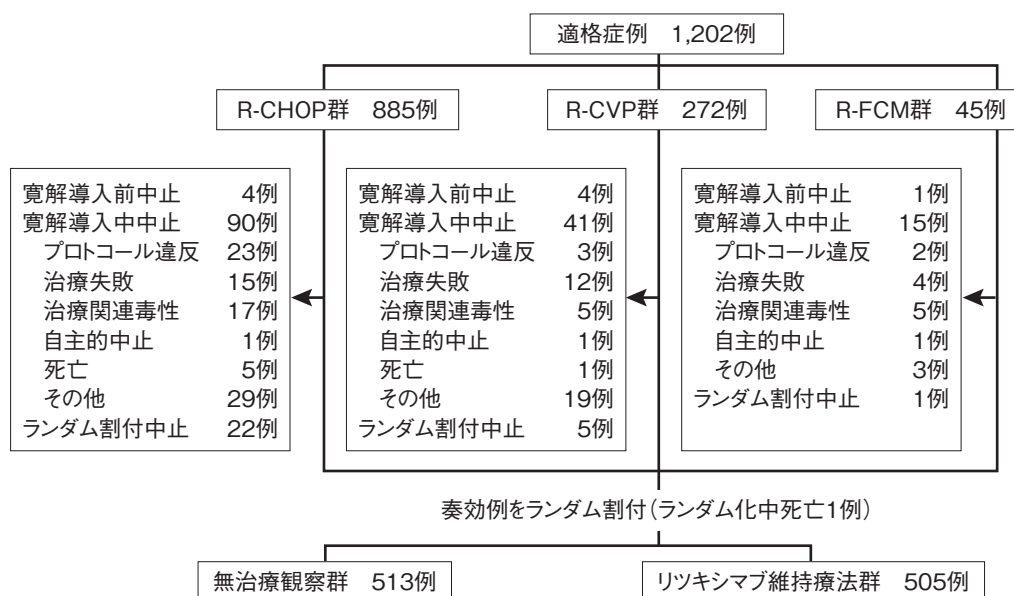 適格症例　1,202例
R-CHOP群　885例
R-CVP群　272例
R-FCM群　45例
寛解導入前中止　4例
寛解導入中中止　90例
プロトコール違反　23例
治療失敗　15例
治療関連毒性　17例
自主的中止　1例
死亡　5例
その他　29例
ランダム割付中止　22例
寛解導入前中止　4例
寛解導入中中止　41例
プロトコール違反　3例
治療失敗　12例
治療関連毒性　5例
自主的中止　1例
死亡　1例
その他　19例
ランダム割付中止　5例
寛解導入前中止　1例
寛解導入中中止　15例
プロトコール違反　2例
治療失敗　4例
治療関連毒性　5例
自主的中止　1例
その他　3例
ランダム割付中止　1例
奏効例をランダム割付（ランダム化中死亡1例）
無治療観察群　513例
リツキシマブ維持療法群　505例